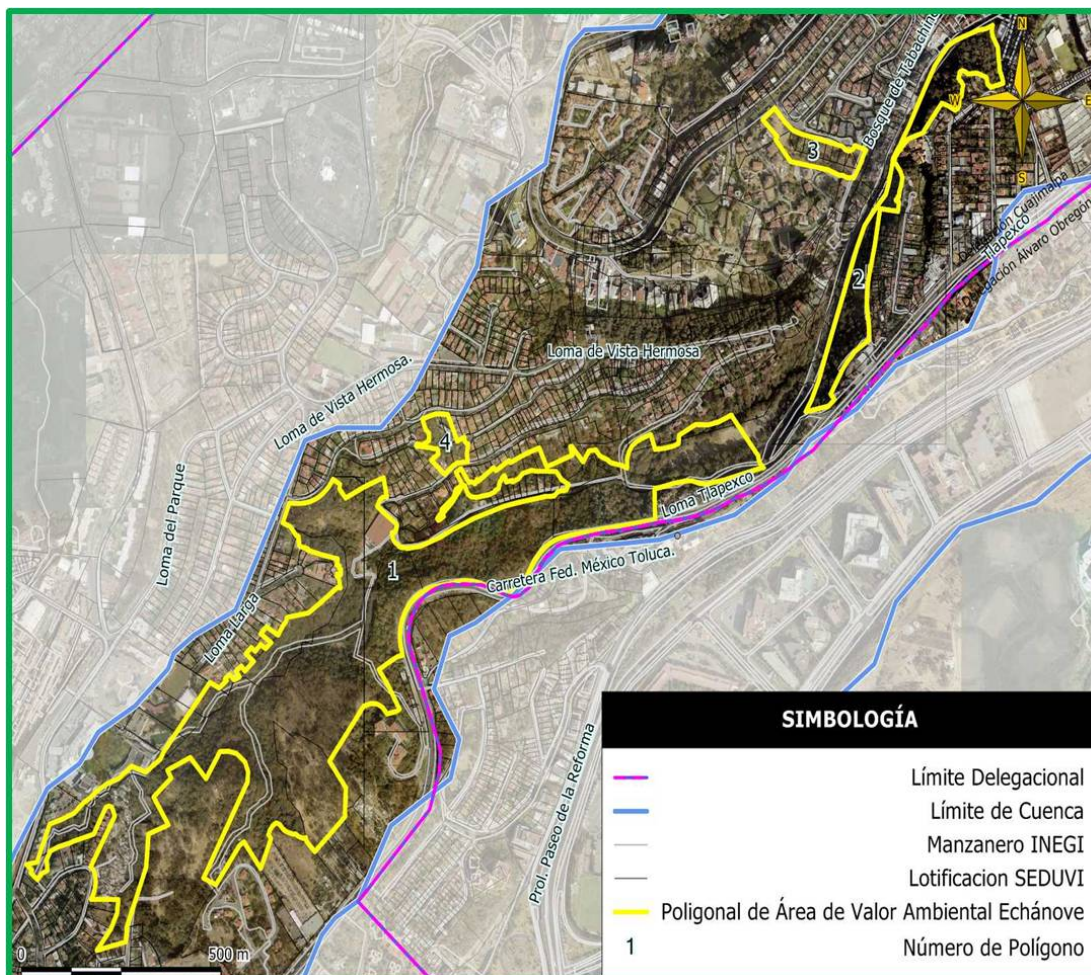 N
W
E
S
Bosque de Tabachines
3
2
Delegación Cuajimalpa
Tlapexco
Delegación Álvaro Obregón
Loma de Vista Hermosa
Loma de Vista Hermosa.
4
Loma del Parque
Loma Tlapexco
1
Carretera Fed. México Toluca.
Loma Larga
Prol. Paseo de la Reforma
0 500 m
SIMBOLOGÍA
Límite Delegacional
Límite de Cuenca
Manzanero INEGI
Lotificacion SEDUVI
Poligonal de Área de Valor Ambiental Echánove
1 Número de Polígono